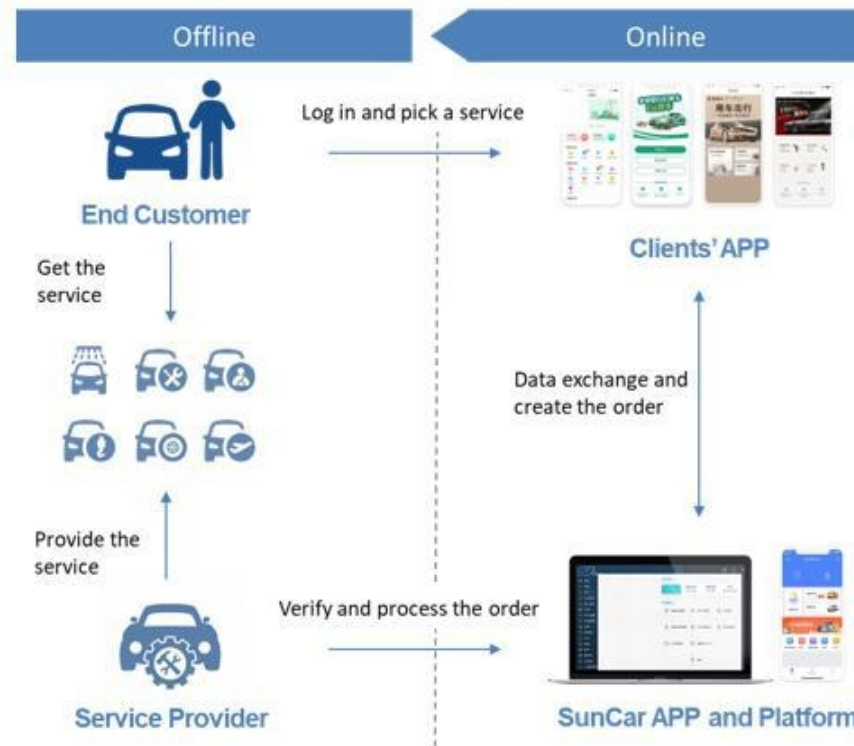 Offline
Online
Log in and pick a service
End Customer
Clients' APP
Get the
service
Data exchange and
create the order
Provide the
service
Verify and process the order
Service Provider
SunCar APP and Platform